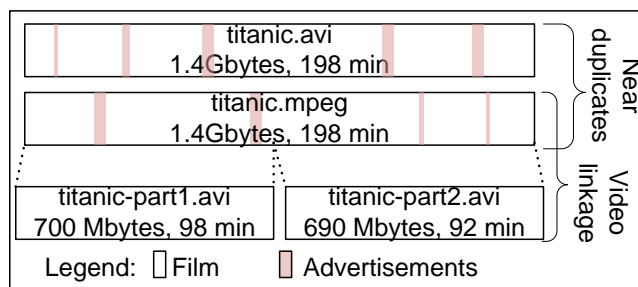 titanic.avi
1.4Gbytes, 198 min
titanic.mpeg
1.4Gbytes, 198 min
Near
duplicates
titanic-part1.avi
700 Mbytes, 98 min
titanic-part2.avi
690 Mbytes, 92 min
Video
linkage
Legend: Film Advertisements